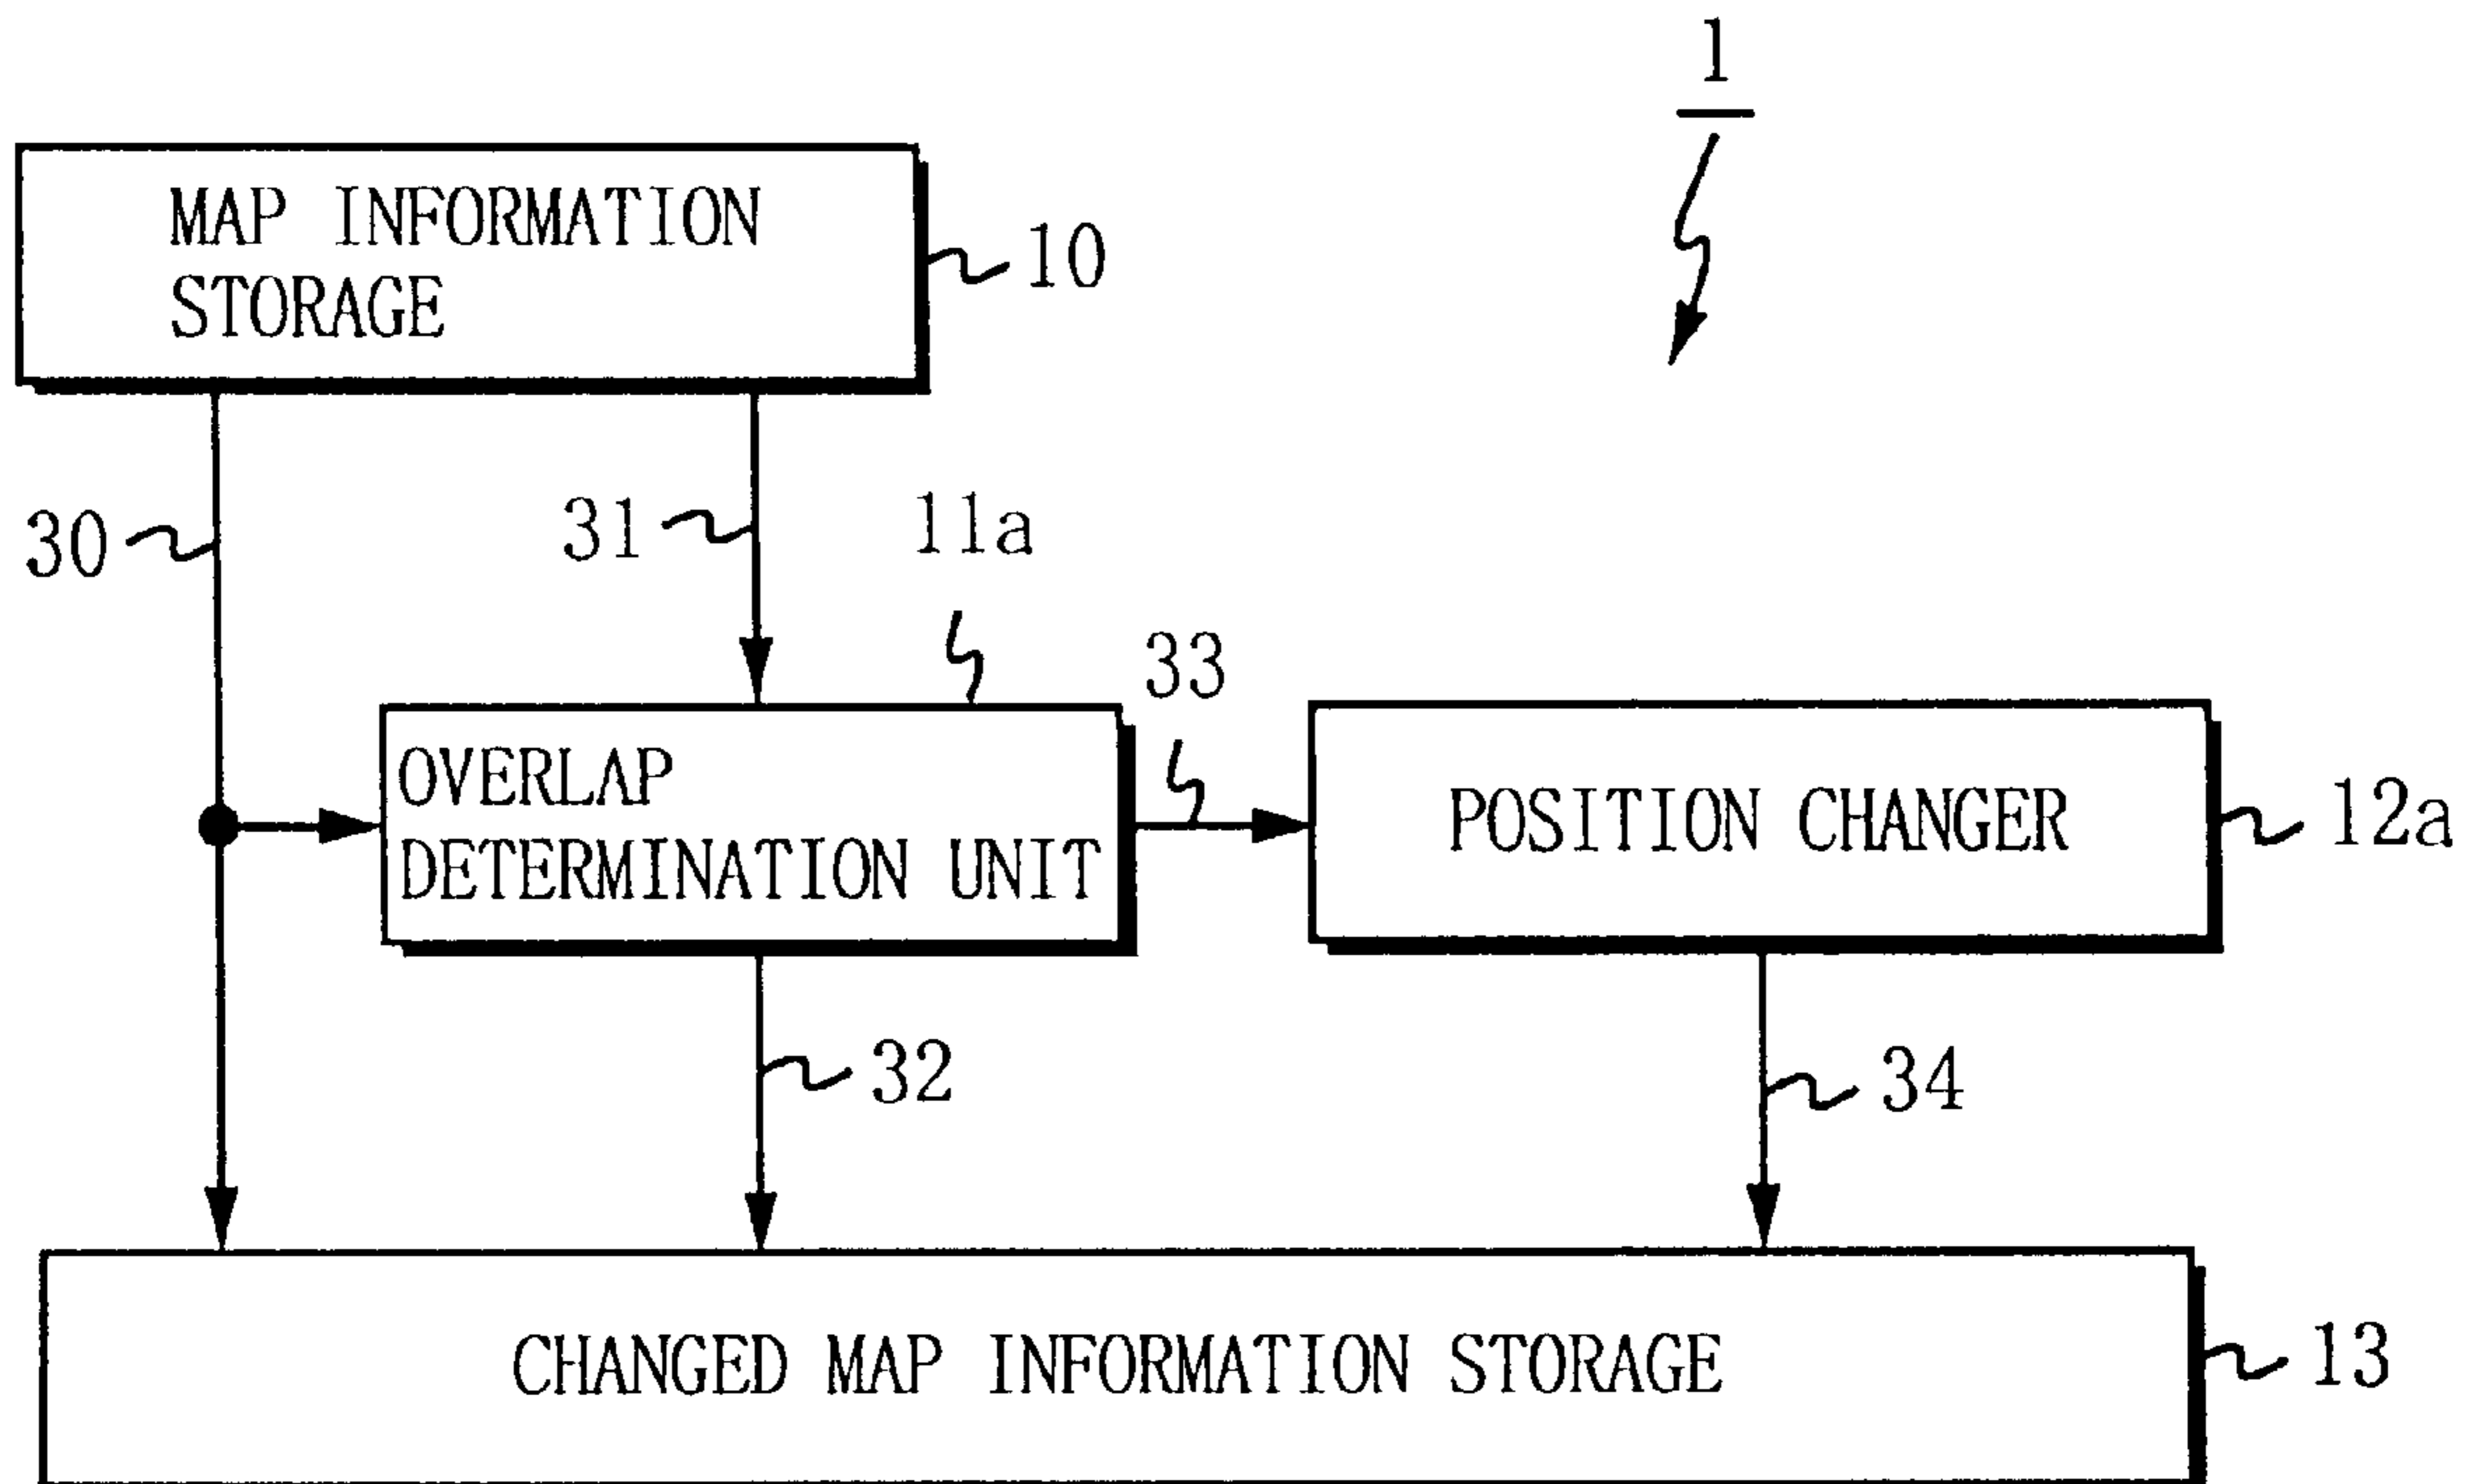 1
MAP INFORMATION
STORAGE
10
30
31
11a
33
OVERLAP
DETERMINATION UNIT
POSITION CHANGER
12a
32
34
CHANGED MAP INFORMATION STORAGE
13